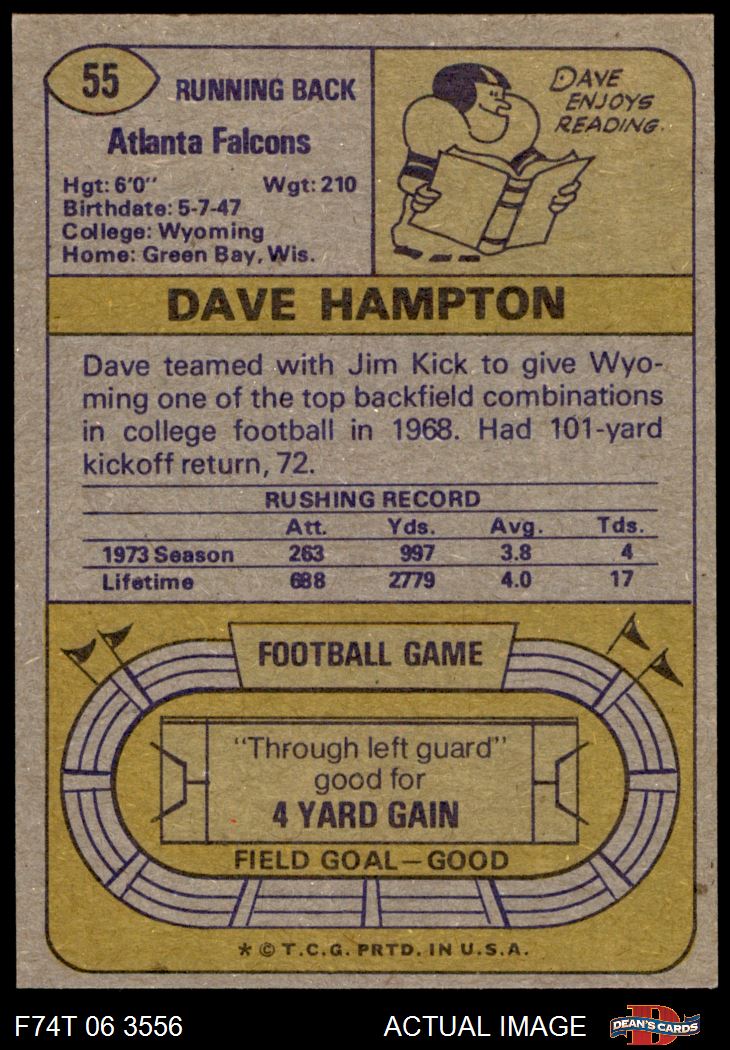 55
RUNNING BACK
Atlanta Falcons
Hgt: 6'0" Wgt: 210
Birthdate: 5-7-47
College: Wyoming
Home: Green Bay, Wis.
DAVE
ENJOYS
READING.
DAVE HAMPTON
Dave teamed with Jim Kick to give Wyo-
ming one of the top backfield combinations
in college football in 1968. Had 101-yard
kickoff return, 72.
RUSHING RECORD
Att. Yds. Avg. Tds.
1973 Season 263 997 3.8 4
Lifetime 688 2779 4.0 17
FOOTBALL GAME
"Through left guard"
good for
4 YARD GAIN
FIELD GOAL—GOOD
* © T.C.G. PRTD. IN U.S.A.
F74T 06 3556 ACTUAL IMAGE DEAN'S CARDS